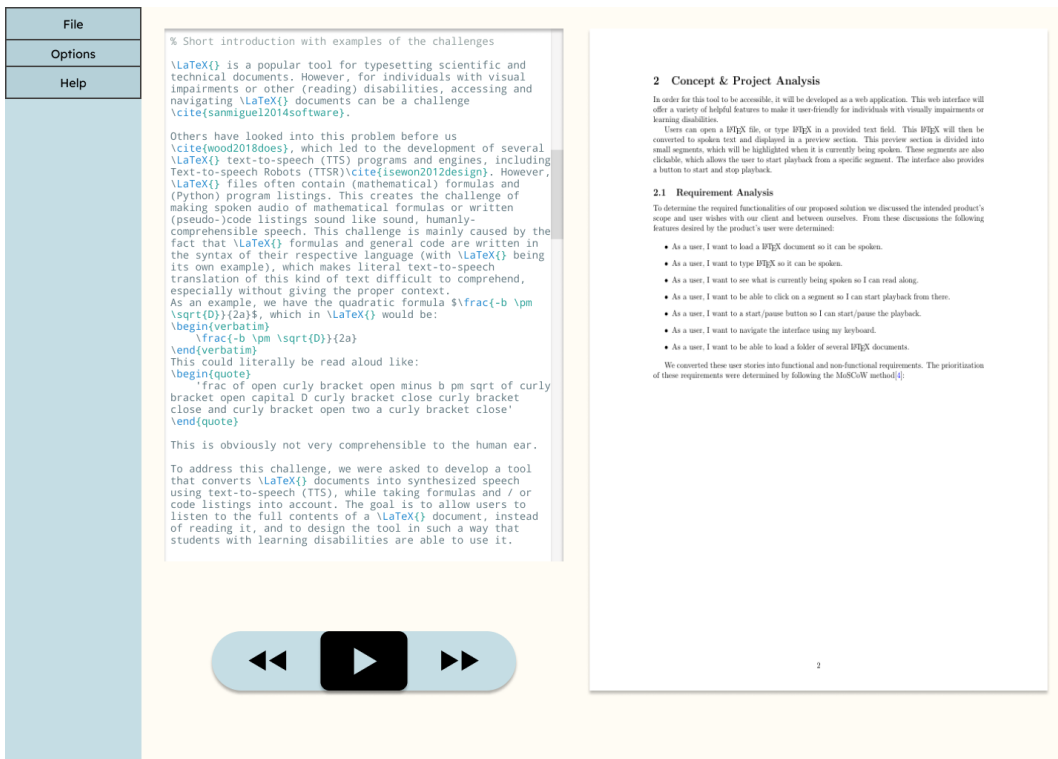 File
Options
Help
% Short introduction with examples of the challenges
\LaTeX{} is a popular tool for typesetting scientific and
technical documents. However, for individuals with visual
impairments or other (reading) disabilities, accessing and
navigating \LaTeX{} documents can be a challenge
\cite{sanmiguel2014software}.
Others have looked into this problem before us
\cite{wood2018does}, which led to the development of several
\LaTeX{} text-to-speech (TTS) programs and engines, including
Text-to-speech Robots (TTSR)\cite{isewon2012design}. However,
\LaTeX{} files often contain (mathematical) formulas and
(Python) program listings. This creates the challenge of
making spoken audio of mathematical formulas or written
(pseudo-)code listings sound like sound, humanly-
comprehensible speech. This challenge is mainly caused by the
fact that \LaTeX{} formulas and general code are written in
the syntax of their respective language (with \LaTeX{} being
its own example), which makes literal text-to-speech
translation of this kind of text difficult to comprehend,
especially without giving the proper context.
As an example, we have the quadratic formula $\frac{-b \pm
\sqrt{D}}{2a}$, which in \LaTeX{} would be:
\begin{verbatim}
\frac{-b \pm \sqrt{D}}{2a}
\end{verbatim}
This could literally be read aloud like:
\begin{quote}
'frac of open curly bracket open minus b pm sqrt of curly
bracket open capital D curly bracket close curly bracket
close and curly bracket open two a curly bracket close'
\end{quote}
This is obviously not very comprehensible to the human ear.
To address this challenge, we were asked to develop a tool
that converts \LaTeX{} documents into synthesized speech
using text-to-speech (TTS), while taking formulas and / or
code listings into account. The goal is to allow users to
listen to the full contents of a \LaTeX{} document, instead
of reading it, and to design the tool in such a way that
students with learning disabilities are able to use it.
2 Concept & Project Analysis
In order for this tool to be accessible, it will be developed as a web application. This web interface will
offer a variety of helpful features to make it user-friendly for individuals with visually impairments or
learning disabilities.
Users can open a LaTeX file, or type LaTeX in a provided text field. This LaTeX will then be
converted to spoken text and displayed in a preview section. This preview section is divided into
small segments, which will be highlighted when it is currently being spoken. These segments are also
clickable, which allows the user to start playback from a specific segment. The interface also provides
a button to start and stop playback.
2.1 Requirement Analysis
To determine the required functionalities of our proposed solution we discussed the intended product's
scope and user wishes with our client and between ourselves. From these discussions the following
features desired by the product's user were determined:
• As a user, I want to load a LaTeX document so it can be spoken.
• As a user, I want to type LaTeX so it can be spoken.
• As a user, I want to see what is currently being spoken so I can read along.
• As a user, I want to be able to click on a segment so I can start playback from there.
• As a user, I want to a start/pause button so I can start/pause the playback.
• As a user, I want to navigate the interface using my keyboard.
• As a user, I want to be able to load a folder of several LaTeX documents.
We converted these user stories into functional and non-functional requirements. The prioritization
of these requirements were determined by following the MoSCoW method[4]:
2